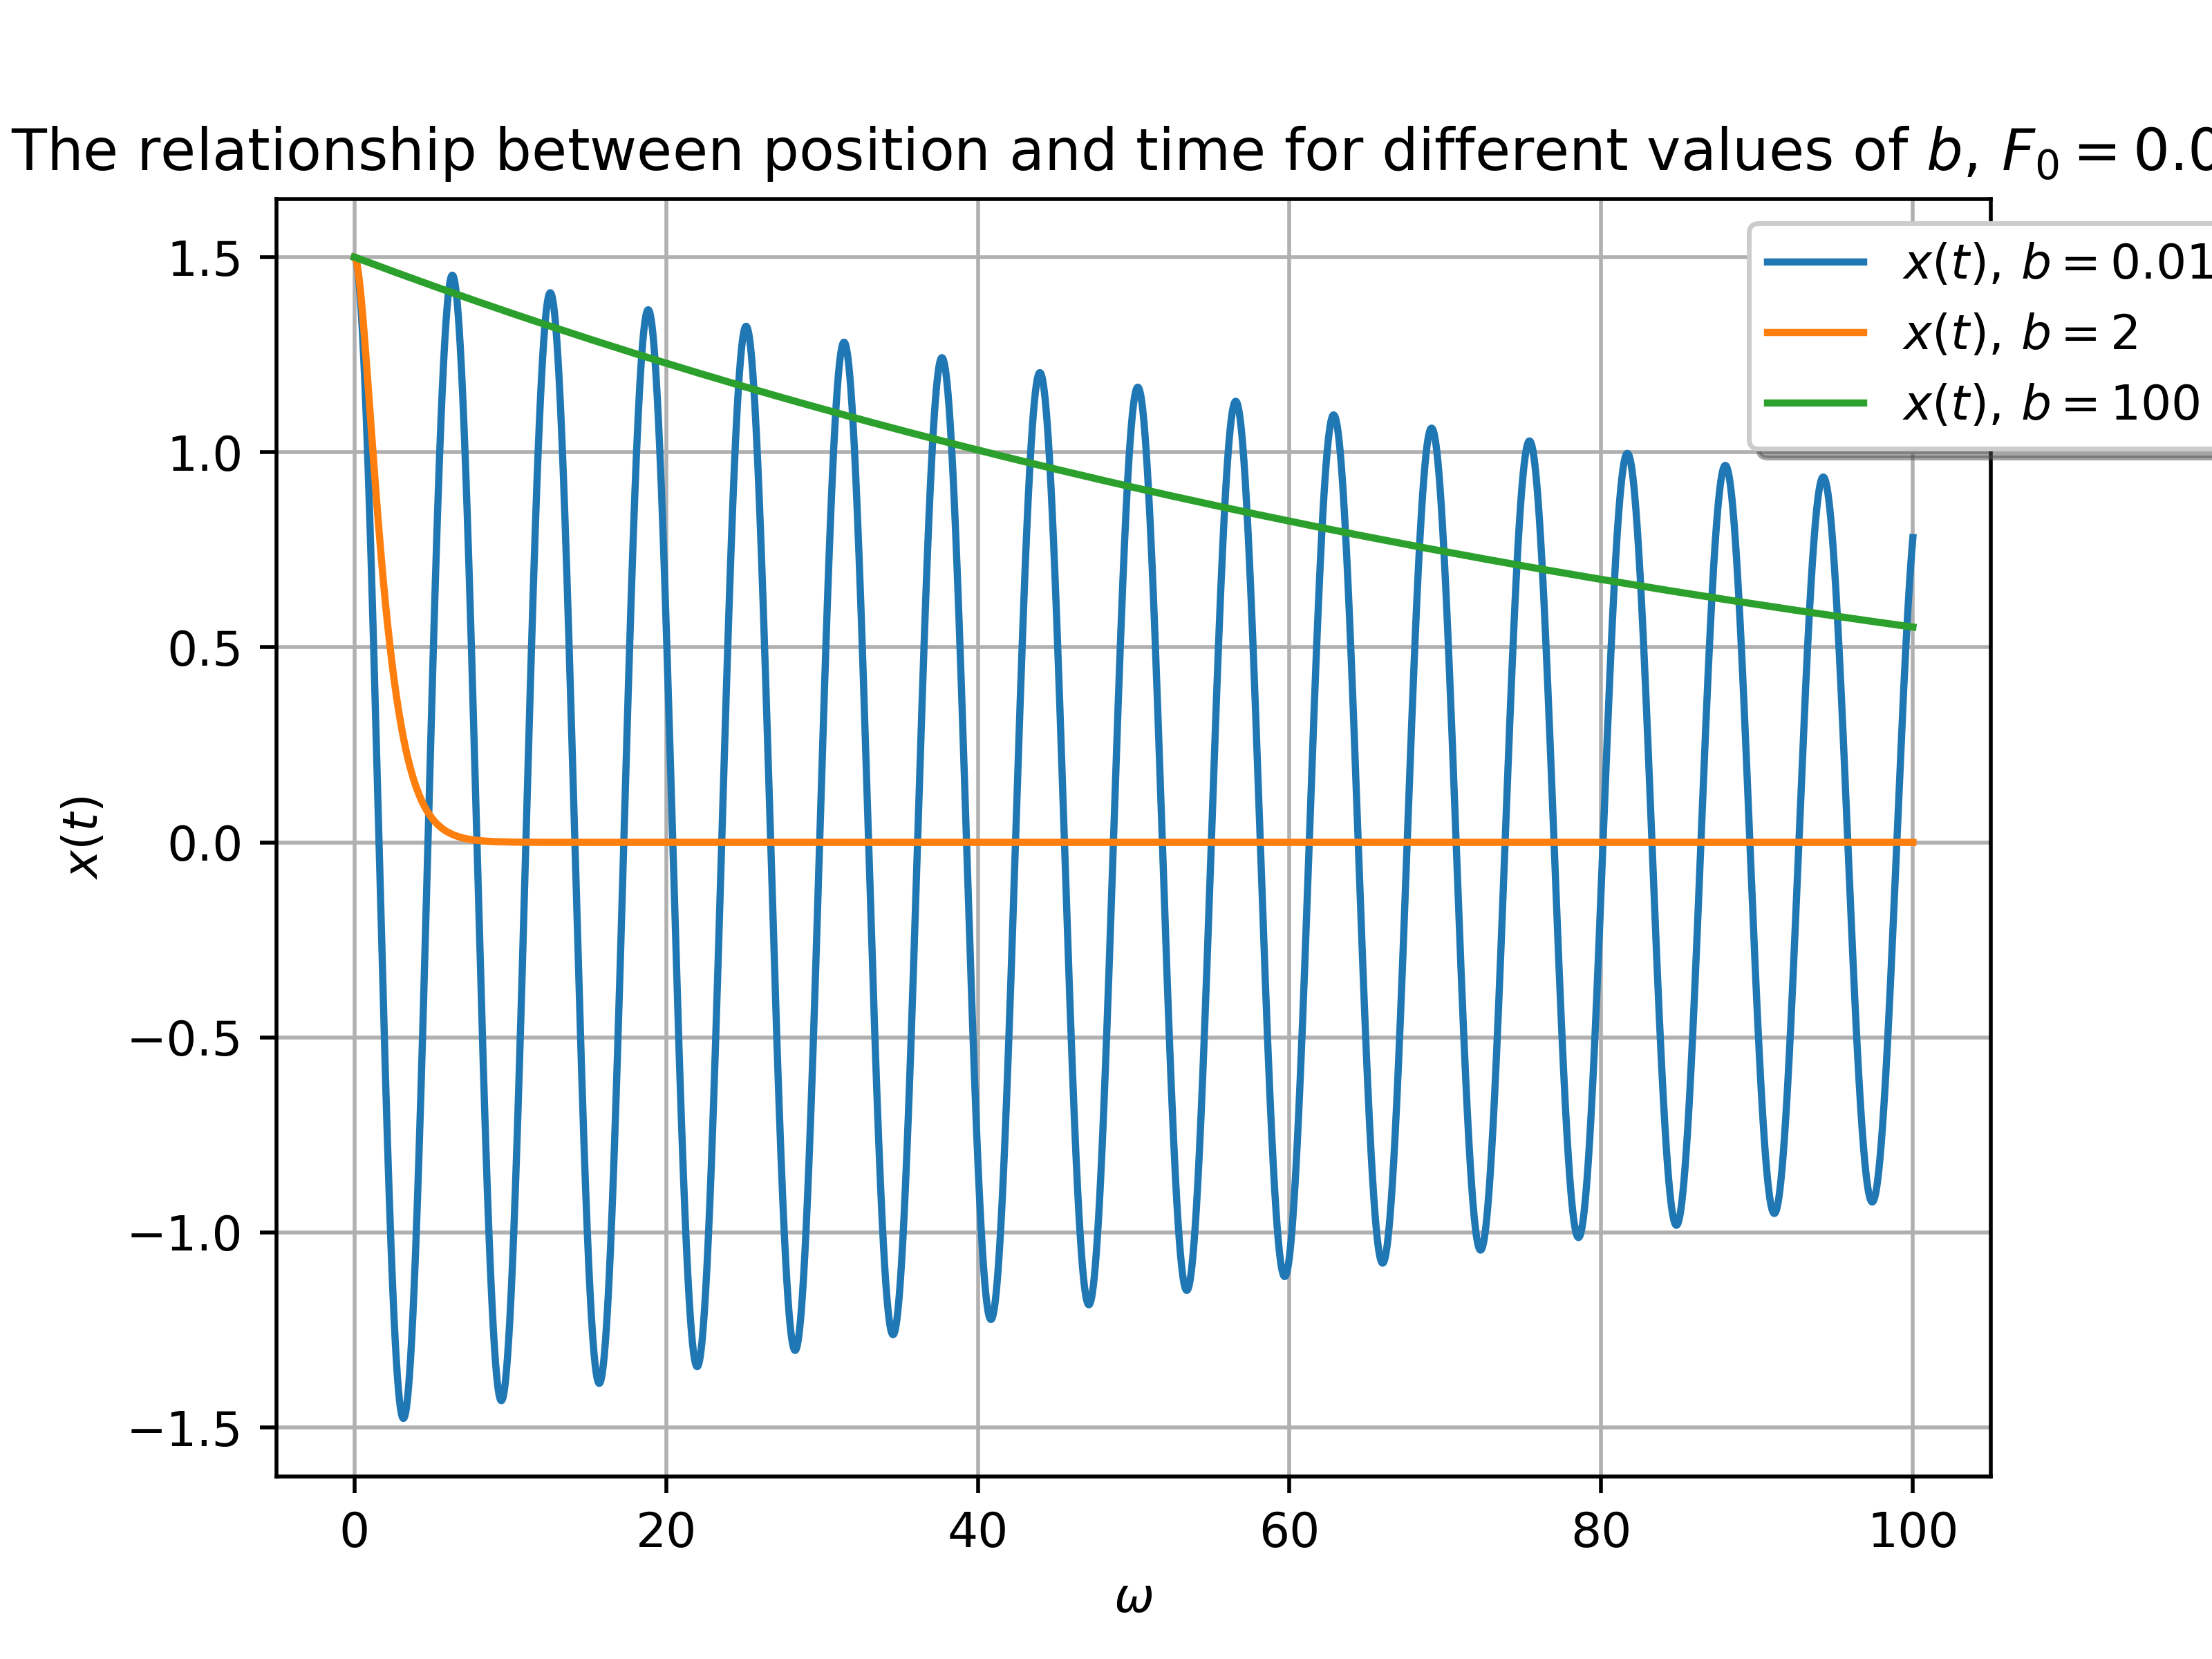 The relationship between position and time for different values of b, F₀ = 0.0
x(t), b = 0.01
x(t), b = 2
x(t), b = 100
x(t)
1.5
1.0
0.5
0.0
−0.5
−1.0
−1.5
0 20 40 60 80 100
ω